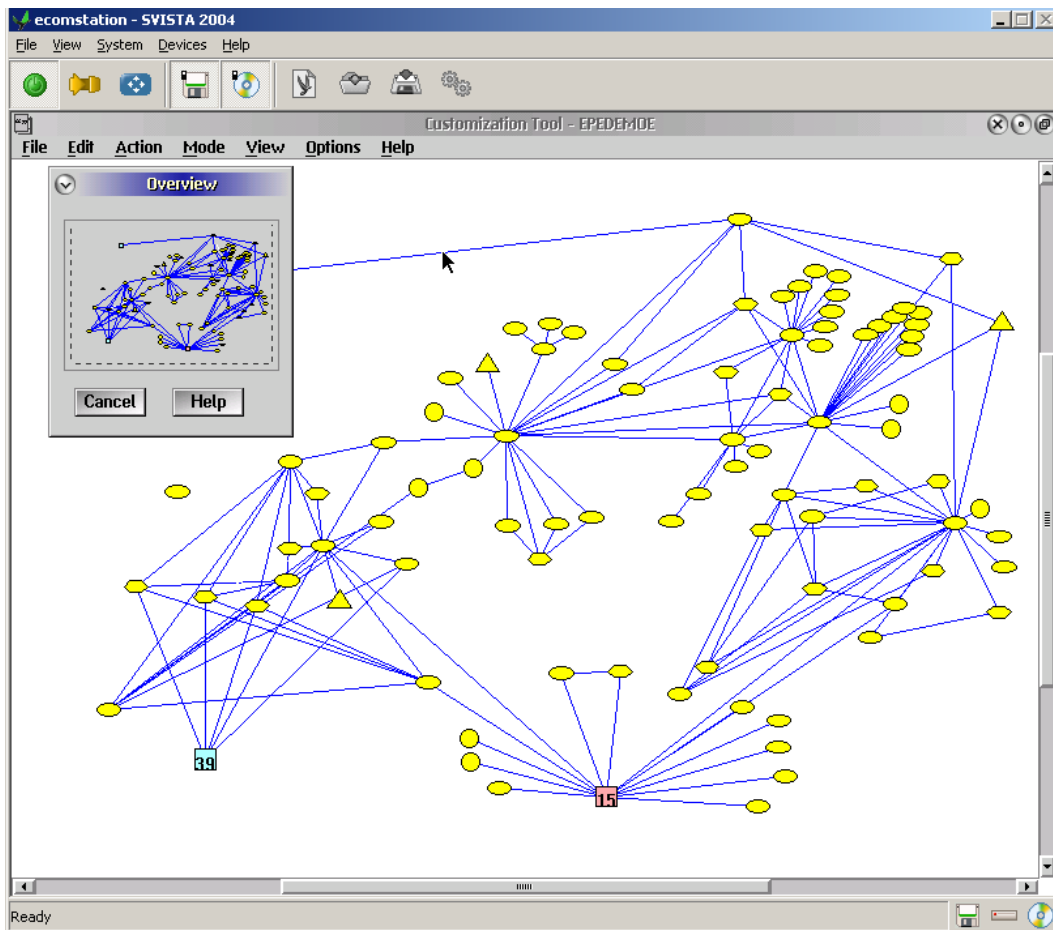 ecomstation - SVISTA 2004
File View System Devices Help
Customization Tool - EPEDEMOE
File Edit Action Mode View Options Help
Overview
Cancel Help
39
15
Ready